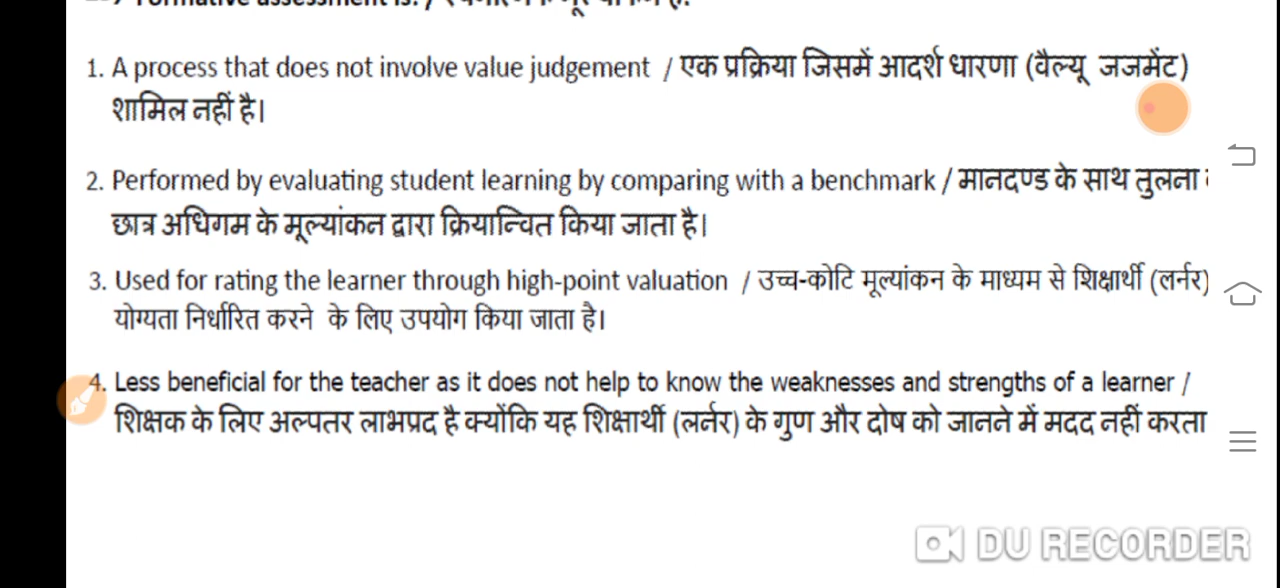 Formative assessment is: /
1. A process that does not involve value judgement / एक प्रक्रिया जिसमें आदर्श धारणा (वैल्यू जजमेंट)
शामिल नहीं है।
2. Performed by evaluating student learning by comparing with a benchmark / मानदण्ड के साथ तुलना
छात्र अधिगम के मूल्यांकन द्वारा क्रियान्वित किया जाता है।
3. Used for rating the learner through high-point valuation / उच्च-कोटि मूल्यांकन के माध्यम से शिक्षार्थी (लर्नर)
योग्यता निर्धारित करने के लिए उपयोग किया जाता है।
4. Less beneficial for the teacher as it does not help to know the weaknesses and strengths of a learner /
शिक्षक के लिए अल्पतर लाभप्रद है क्योंकि यह शिक्षार्थी (लर्नर) के गुण और दोष को जानने में मदद नहीं करता
DU RECORDER